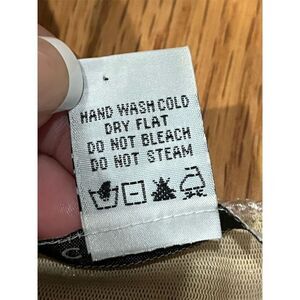 HAND WASH COLD
DRY FLAT
DO NOT BLEACH
DO NOT STEAM